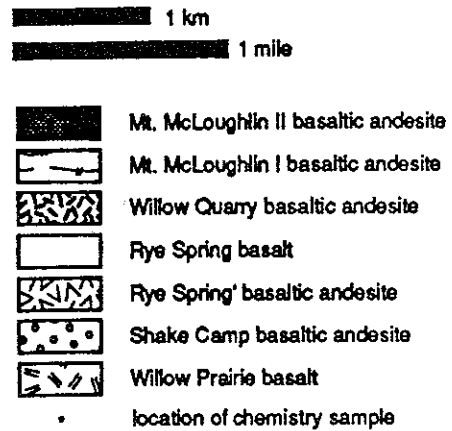 1 km
1 mile
Mt. McLoughlin II basaltic andesite
Mt. McLoughlin I basaltic andesite
Willow Quarry basaltic andesite
Rye Spring basalt
Rye Spring' basaltic andesite
Shake Camp basaltic andesite
Willow Prairie basalt
location of chemistry sample